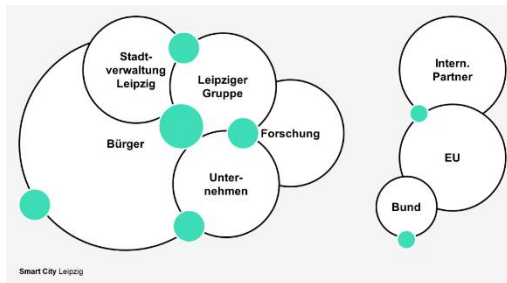 Stadt-
verwaltung
Leipzig
Leipziger
Gruppe
Bürger
Forschung
Unter-
nehmen
Intern.
Partner
EU
Bund
Smart City Leipzig